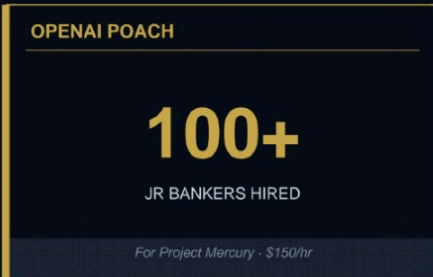 OPENAI POACH
100+
JR BANKERS HIRED
For Project Mercury - $150/hr